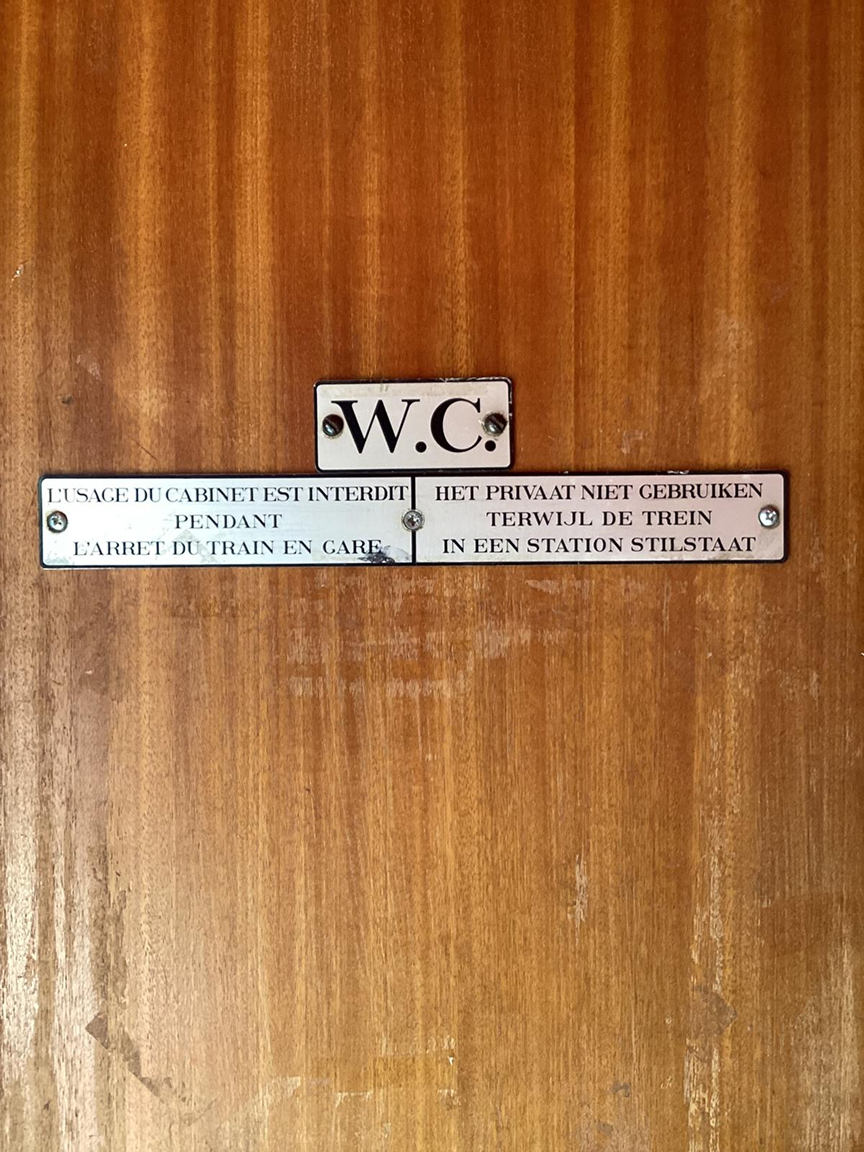 W.C.
L'USAGE DU CABINET EST INTERDIT
PENDANT
L'ARRET DU TRAIN EN GARE
HET PRIVAAT NIET GEBRUIKEN
TERWIJL DE TREIN
IN EEN STATION STILSTAAT